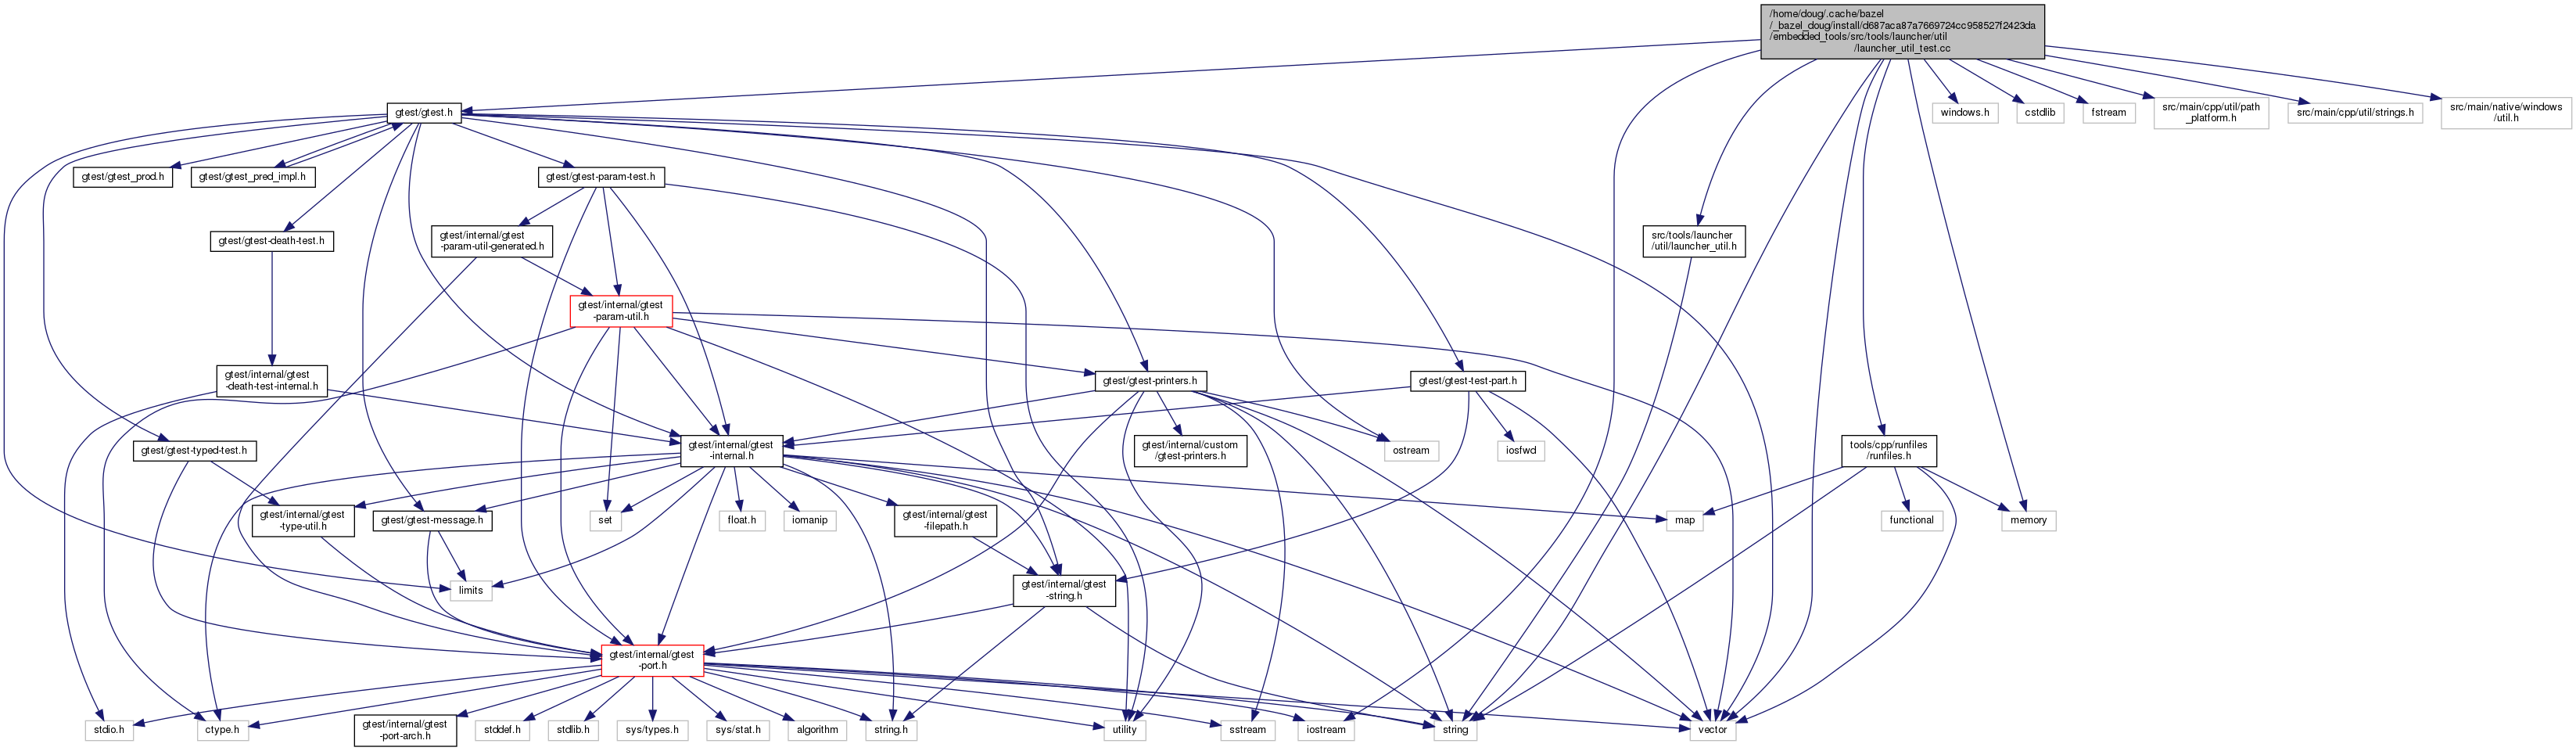 /home/doug/.cache/bazel
/_bazel_doug/install/d687aca87a7669724cc958527f2423da
/embedded_tools/src/tools/launcher/util
/launcher_util_test.cc
gtest/gtest.h
windows.h
cstdlib
fstream
src/main/cpp/util/path
_platform.h
src/main/cpp/util/strings.h
src/main/native/windows
/util.h
gtest/gtest_prod.h
gtest/gtest_pred_impl.h
gtest/gtest-param-test.h
gtest/gtest-death-test.h
gtest/internal/gtest
-param-util-generated.h
src/tools/launcher
/util/launcher_util.h
gtest/internal/gtest
-param-util.h
gtest/internal/gtest
-death-test-internal.h
gtest/gtest-printers.h
gtest/gtest-test-part.h
gtest/gtest-typed-test.h
gtest/internal/gtest
-internal.h
gtest/internal/custom
/gtest-printers.h
ostream
iosfwd
tools/cpp/runfiles
/runfiles.h
gtest/internal/gtest
-type-util.h
gtest/gtest-message.h
set
float.h
iomanip
gtest/internal/gtest
-filepath.h
map
functional
memory
limits
gtest/internal/gtest
-string.h
gtest/internal/gtest
-port.h
stdio.h
ctype.h
gtest/internal/gtest
-port-arch.h
stddef.h
stdlib.h
sys/types.h
sys/stat.h
algorithm
string.h
utility
sstream
iostream
string
vector